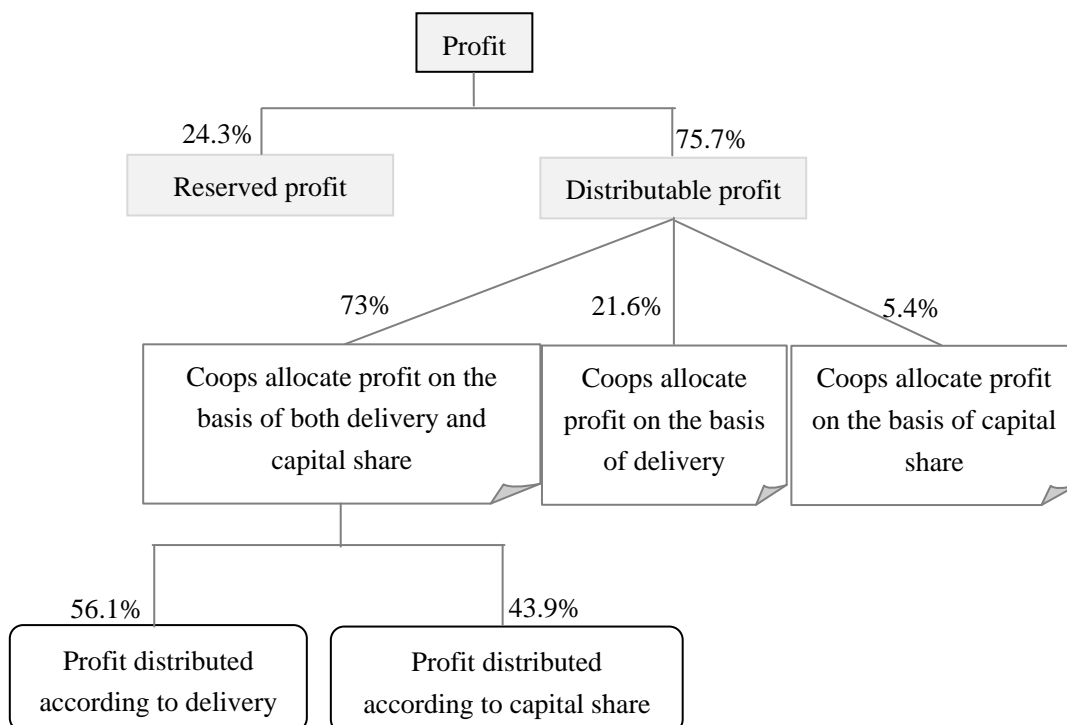 Profit
24.3%
75.7%
Reserved profit
Distributable profit
73%
21.6%
5.4%
Coops allocate profit on the
basis of both delivery and
capital share
Coops allocate
profit on the basis
of delivery
Coops allocate profit
on the basis of capital
share
56.1%
43.9%
Profit distributed
according to delivery
Profit distributed
according to capital share